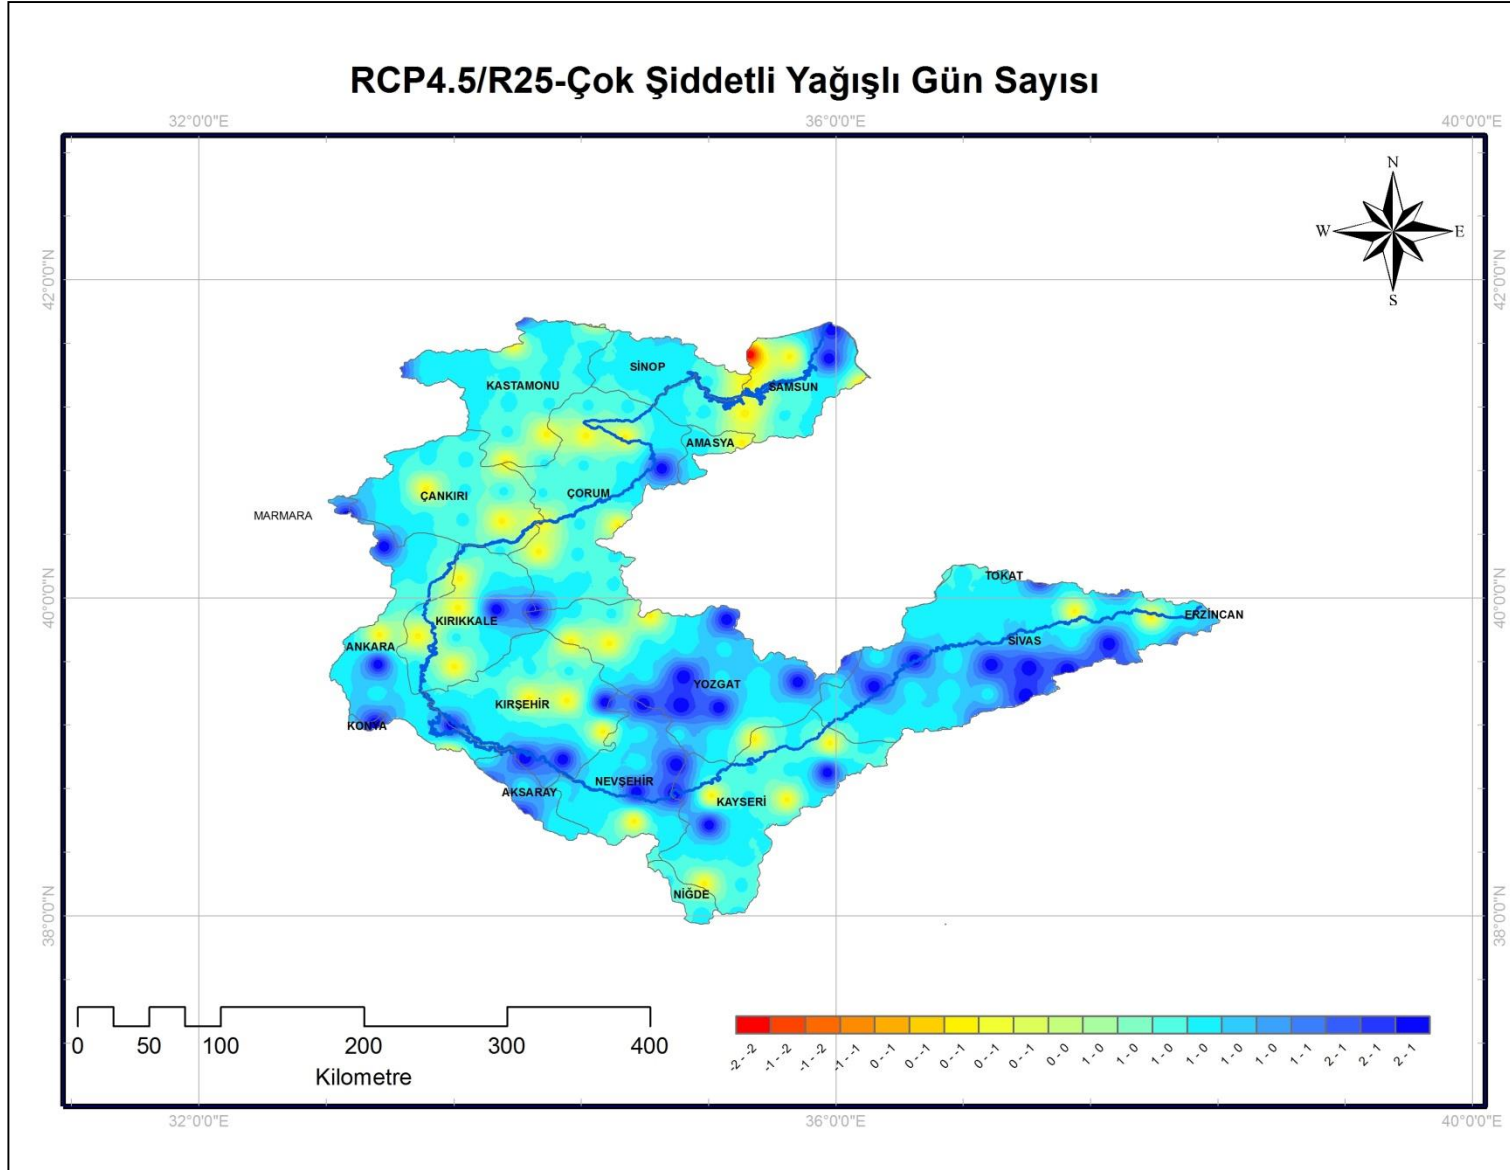 RCP4.5/R25-Çok Şiddetli Yağışlı Gün Sayısı
32°0'0"E 36°0'0"E 40°0'0"E
N
W E
S
42°0'0"N 42°0'0"N
SİNOP
KASTAMONU
SAMSUN
AMASYA
ÇANKIRI
ÇORUM
MARMARA
40°0'0"N 40°0'0"N
TOKAT
ERZİNCAN
KIRIKKALE
SİVAS
ANKARA
YOZGAT
KIRŞEHİR
KONYA
NEVŞEHİR
AKSARAY
KAYSERİ
NİĞDE
38°0'0"N 38°0'0"N
0 50 100 200 300 400
Kilometre
-2 - -2
-1 - -2
-1 - -2
-1 - -1
0 - -1
0 - -1
0 - -1
0 - -1
0 - -1
0 - 0
1 - 0
1 - 0
1 - 0
1 - 0
1 - 0
1 - 1
2 - 1
2 - 1
2 - 1
32°0'0"E 36°0'0"E 40°0'0"E